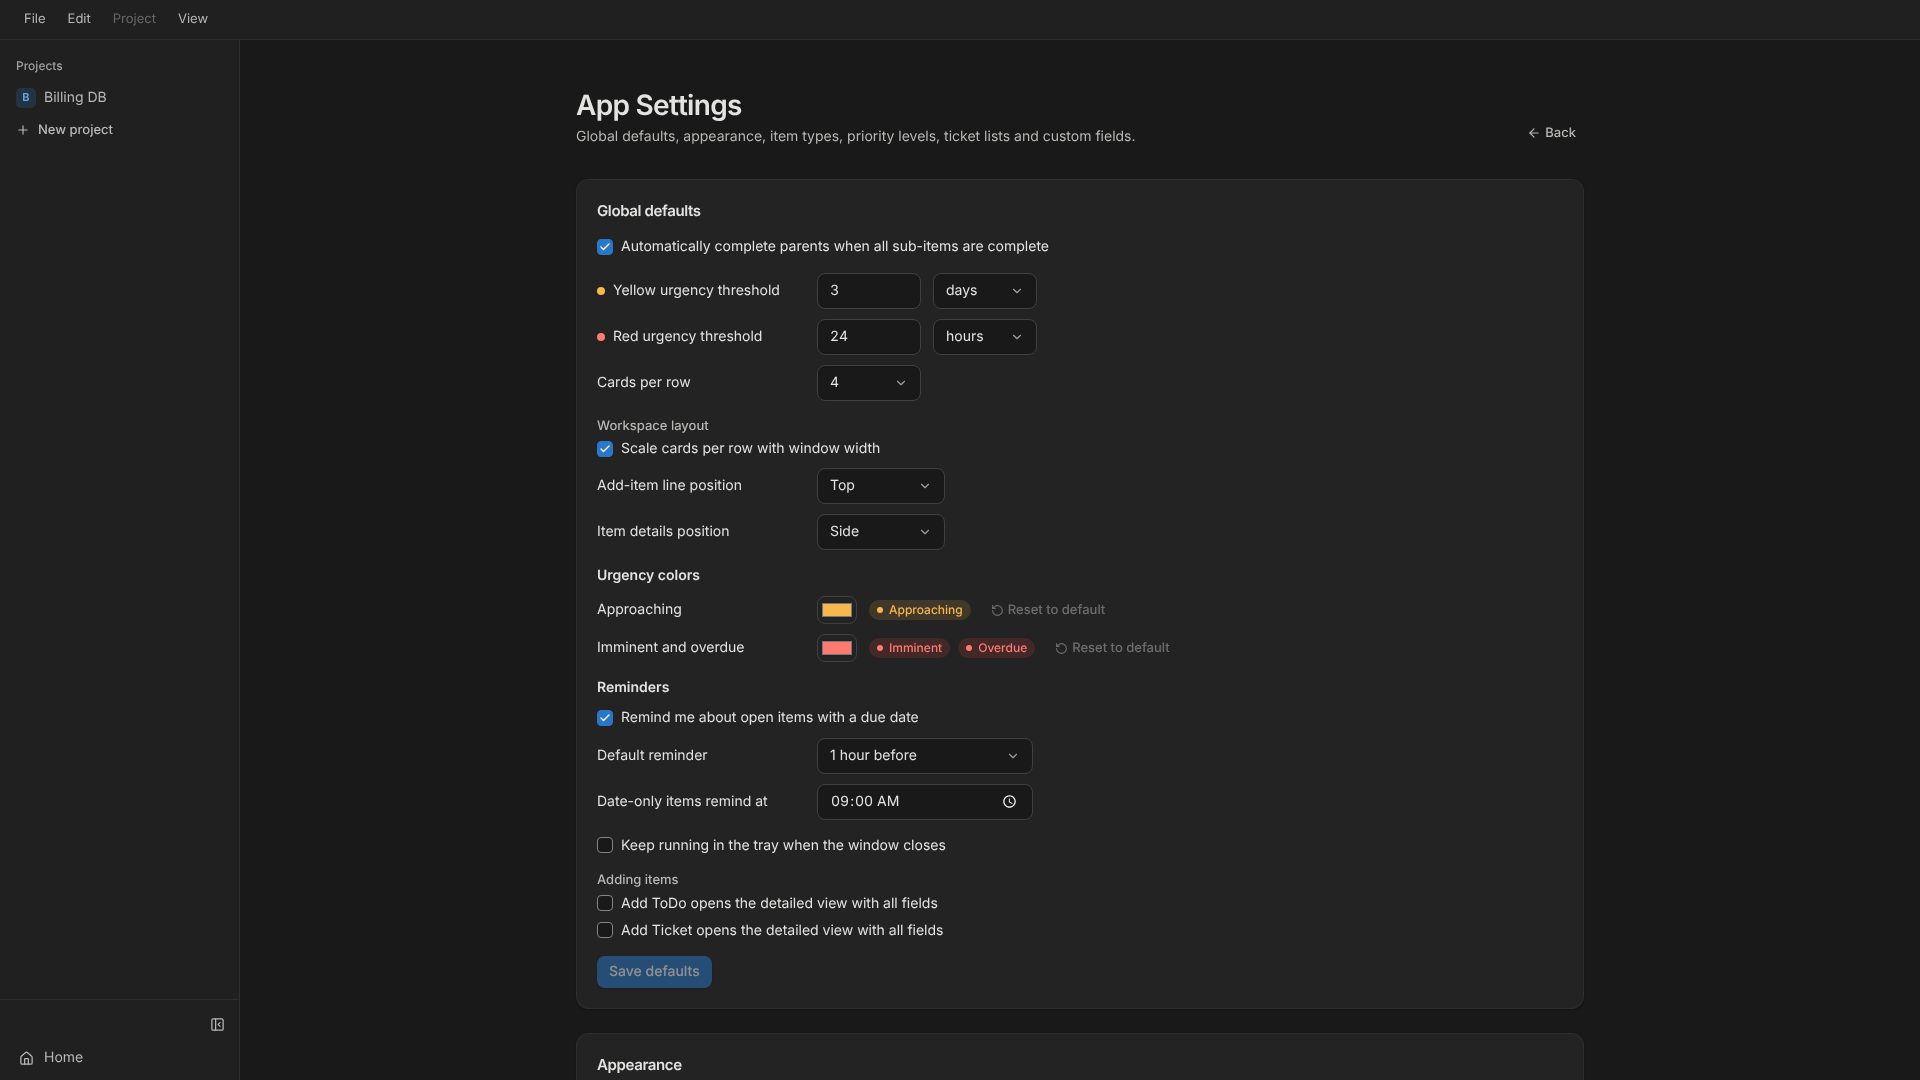 File Edit Project View
Projects
B Billing DB
New project
App Settings
Global defaults, appearance, item types, priority levels, ticket lists and custom fields.
Back
Global defaults
Automatically complete parents when all sub-items are complete
Yellow urgency threshold 3 days
Red urgency threshold 24 hours
Cards per row 4
Workspace layout
Scale cards per row with window width
Add-item line position Top
Item details position Side
Urgency colors
Approaching Approaching Reset to default
Imminent and overdue Imminent Overdue Reset to default
Reminders
Remind me about open items with a due date
Default reminder 1 hour before
Date-only items remind at 09:00 AM
Keep running in the tray when the window closes
Adding items
Add ToDo opens the detailed view with all fields
Add Ticket opens the detailed view with all fields
Save defaults
Home
Appearance